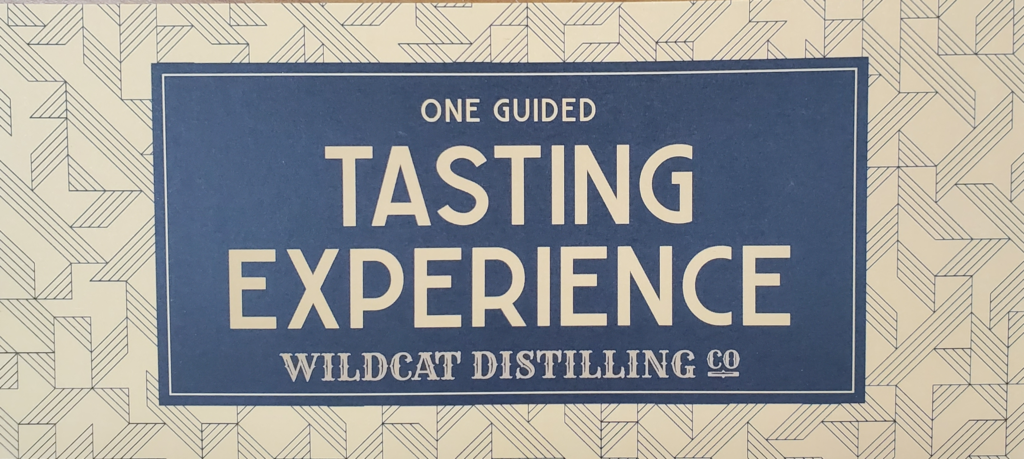 ONE GUIDED
TASTING
EXPERIENCE
WILDCAT DISTILLING CO